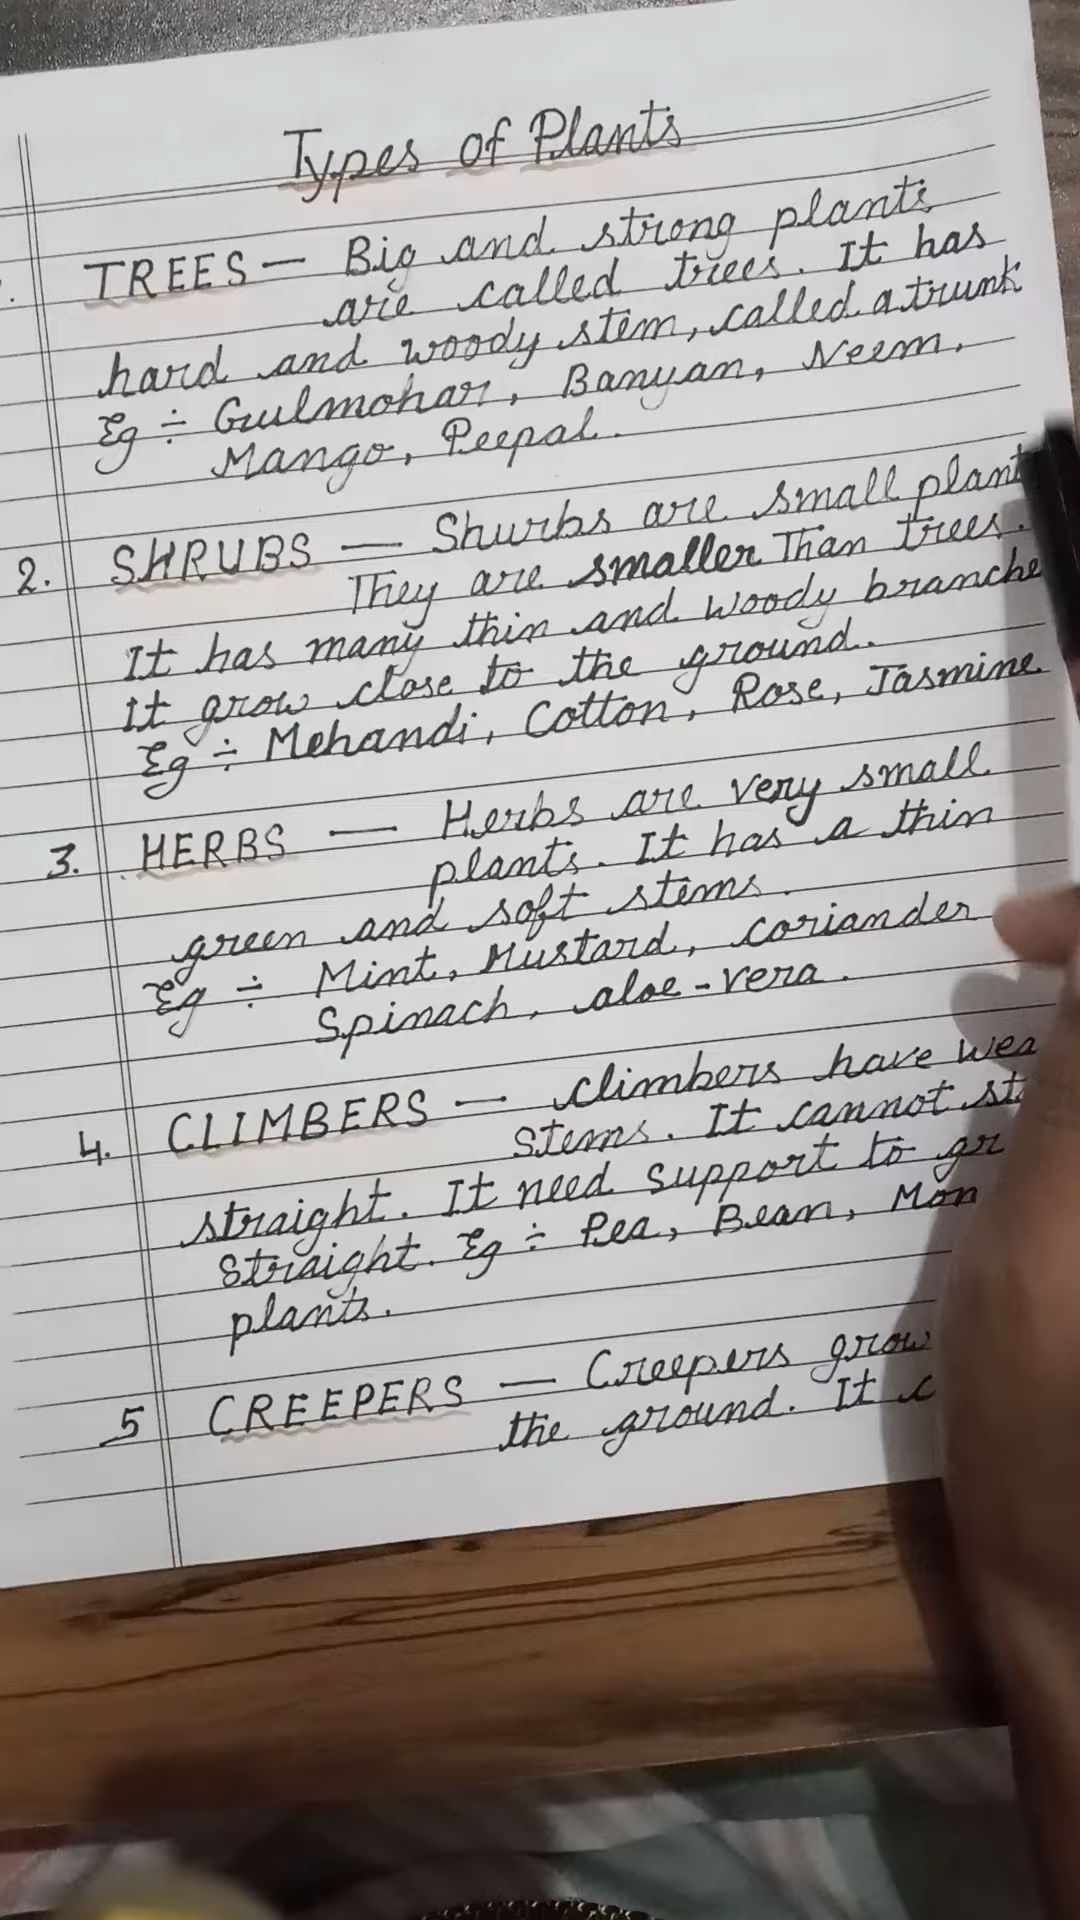 Types of Plants
TREES — Big and strong plants
are called trees. It has
hard and woody stem, called a trunk
Eg ÷ Gulmohar, Banyan, Neem,
Mango, Peepal.
2. SHRUBS — Shurbs are small plant
They are smaller Than trees.
It has many thin and woody branche
It grow close to the ground.
Eg ÷ Mehandi, Cotton, Rose, Jasmine
3. HERBS — Herbs are very small
plants. It has a thin
green and soft stems.
Eg ÷ Mint, Mustard, coriander
Spinach, aloe-vera.
4. CLIMBERS — Climbers have
Stems. It cannot
straight. It need support to
Straight. Eg ÷ Pea, Bean,
plants.
5 CREEPERS — Creepers grow
the ground. It